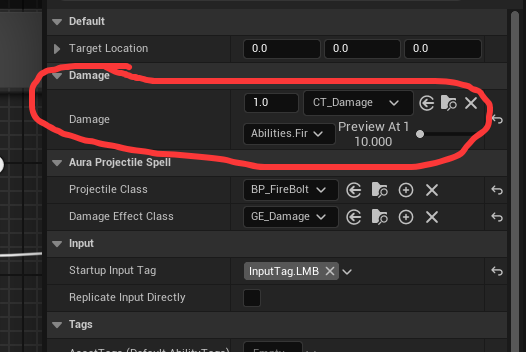 Default
Target Location 0.0 0.0 0.0
Damage
1.0 CT_Damage
Damage
Abilities.Fir Preview At 1
10.000
Aura Projectile Spell
Projectile Class BP_FireBolt
Damage Effect Class GE_Damage
Input
Startup Input Tag InputTag.LMB
Replicate Input Directly
Tags
AssetTags (Default AbilityTags) Empty